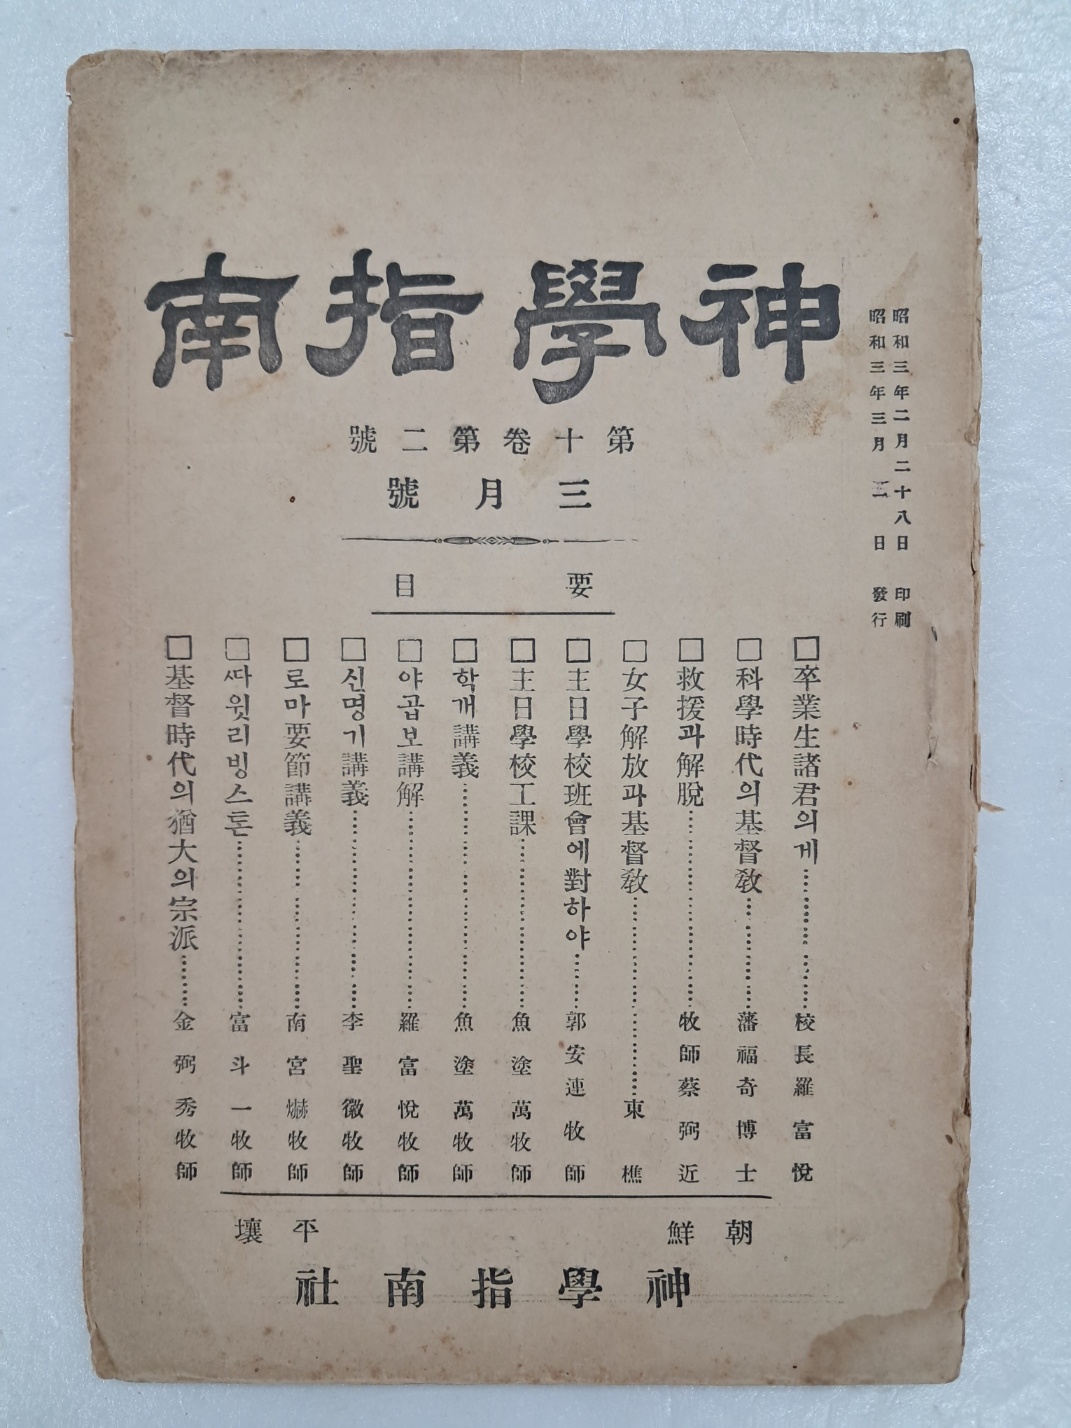 神學指南
第十卷第二號
三月號
昭和三年二月二十八日 印刷
昭和三年三月 日 發行
要目
□卒業生諸君의게…………校長羅富悅
□科學時代의基督敎…………藩福奇博士
□救援과解脫…………牧師蔡弼近
□女子解放과基督敎…………東樵
□主日學校班會에對하야…………郭安連牧師
□主日學校工課…………魚塗萬牧師
□학개講義…………魚塗萬牧師
□야곱보講解…………羅富悅牧師
□신명기講義…………李聖徽牧師
□로마要節講義…………南宮爀牧師
□따윗리빙스톤…………富斗一牧師
□基督時代의猶大의宗派…………金弼秀牧師
朝鮮 平壤
神學指南社